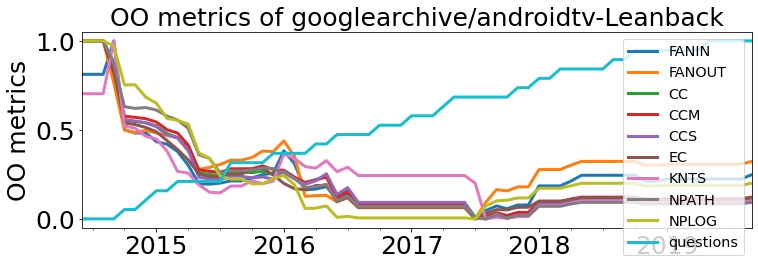 OO metrics of googlearchive/androidtv-Leanback
OO metrics
1.0
0.5
0.0
2015
2016
2017
2018
2019
FANIN
FANOUT
CC
CCM
CCS
EC
KNTS
NPATH
NPLOG
questions